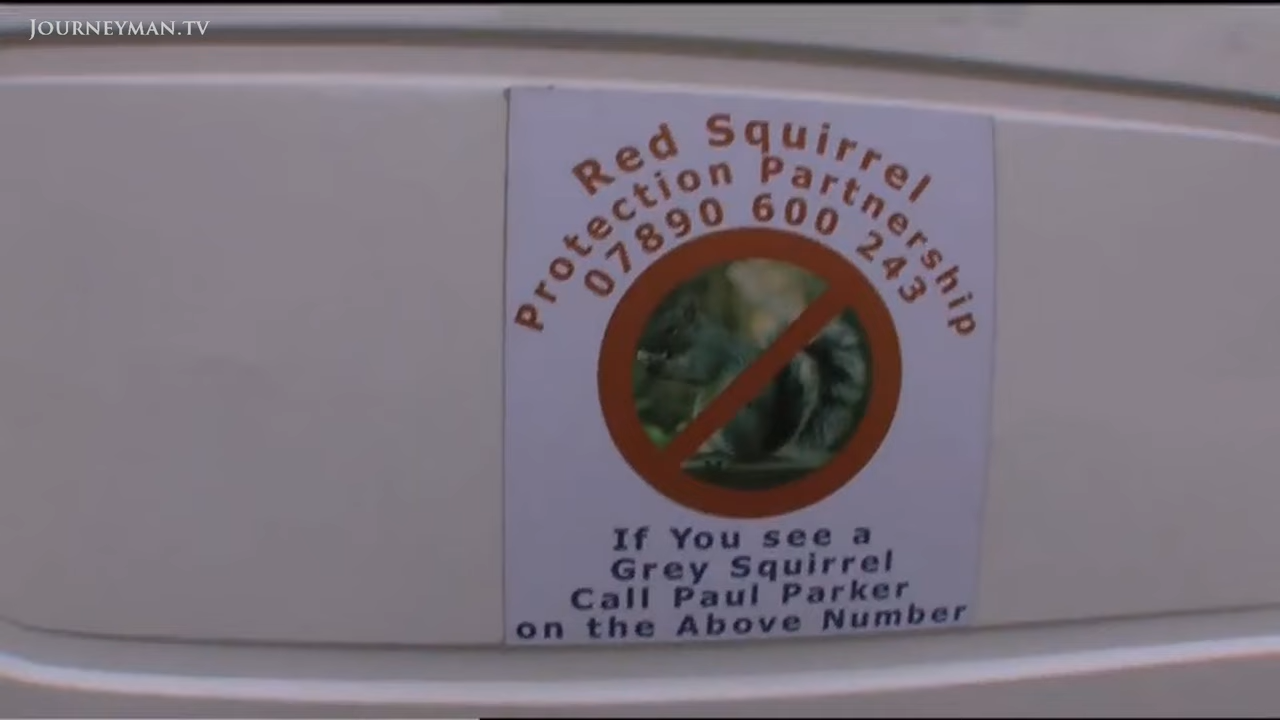 JOURNEYMAN.TV
Red Squirrel
Protection Partnership
07890 600 243
If You see a
Grey Squirrel
Call Paul Parker
on the Above Number